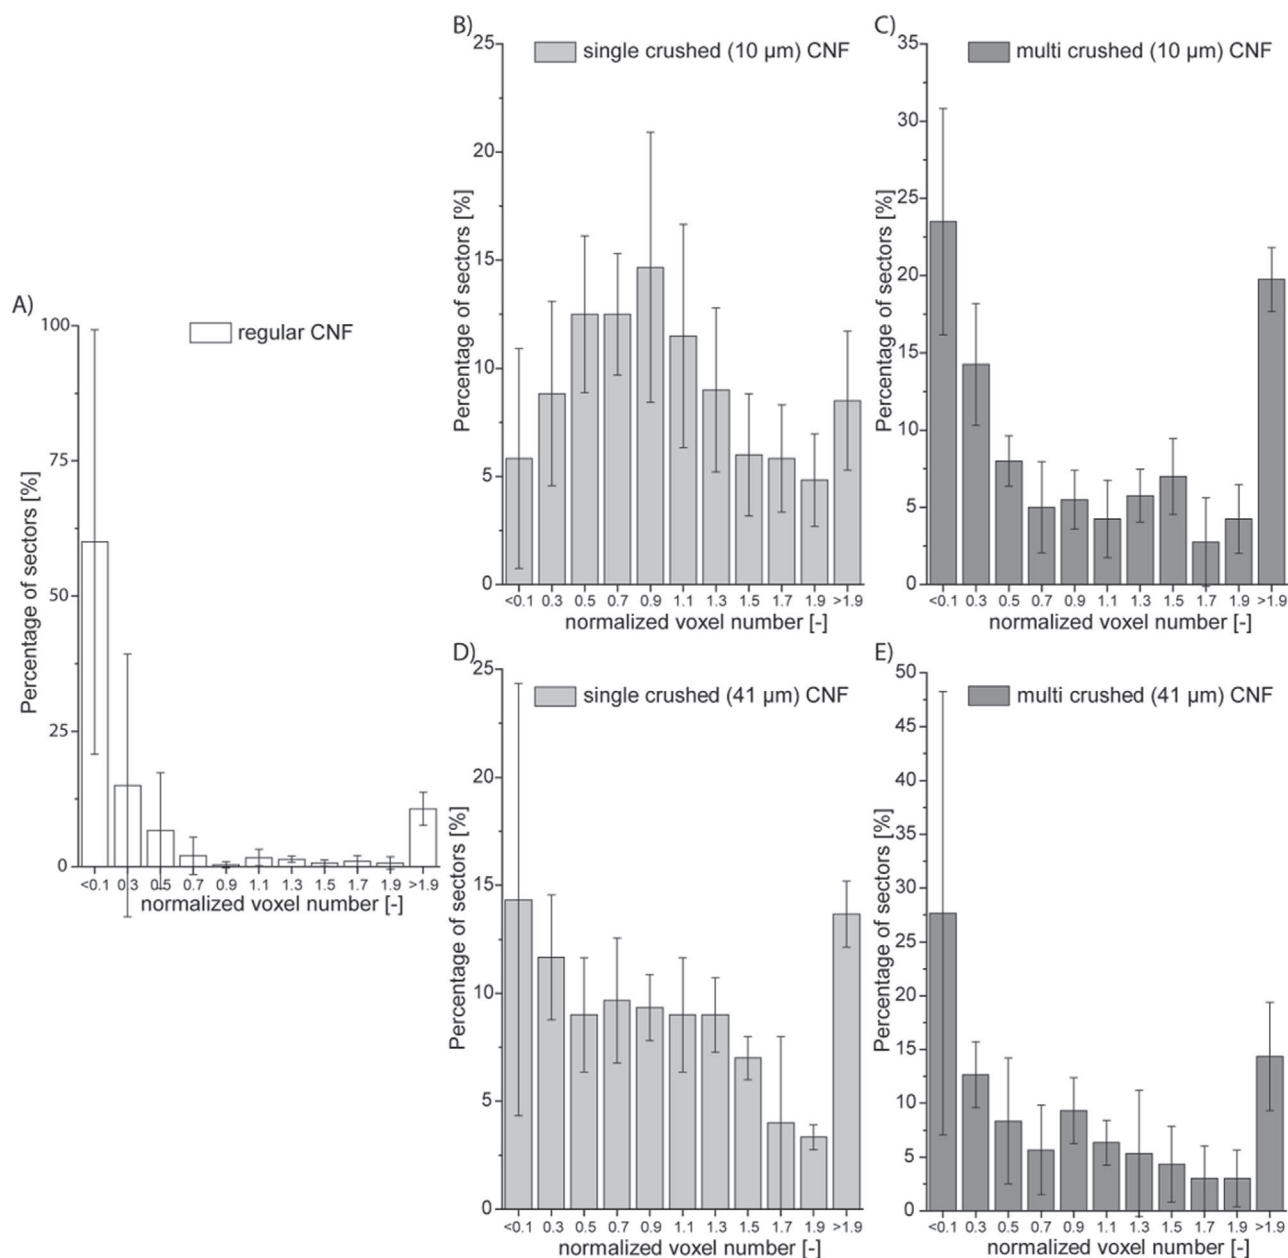 A)
regular CNF
Percentage of sectors [%]
100
75
50
25
0
<0.1 0.3 0.5 0.7 0.9 1.1 1.3 1.5 1.7 1.9 >1.9
normalized voxel number [-]
B)
single crushed (10 μm) CNF
Percentage of sectors [%]
25
20
15
10
5
0
<0.1 0.3 0.5 0.7 0.9 1.1 1.3 1.5 1.7 1.9 >1.9
normalized voxel number [-]
C)
multi crushed (10 μm) CNF
Percentage of sectors [%]
35
30
25
20
15
10
5
0
<0.1 0.3 0.5 0.7 0.9 1.1 1.3 1.5 1.7 1.9 >1.9
normalized voxel number [-]
D)
single crushed (41 μm) CNF
Percentage of sectors [%]
25
20
15
10
5
0
<0.1 0.3 0.5 0.7 0.9 1.1 1.3 1.5 1.7 1.9 >1.9
normalized voxel number [-]
E)
multi crushed (41 μm) CNF
Percentage of sectors [%]
50
45
40
35
30
25
20
15
10
5
0
<0.1 0.3 0.5 0.7 0.9 1.1 1.3 1.5 1.7 1.9 >1.9
normalized voxel number [-]